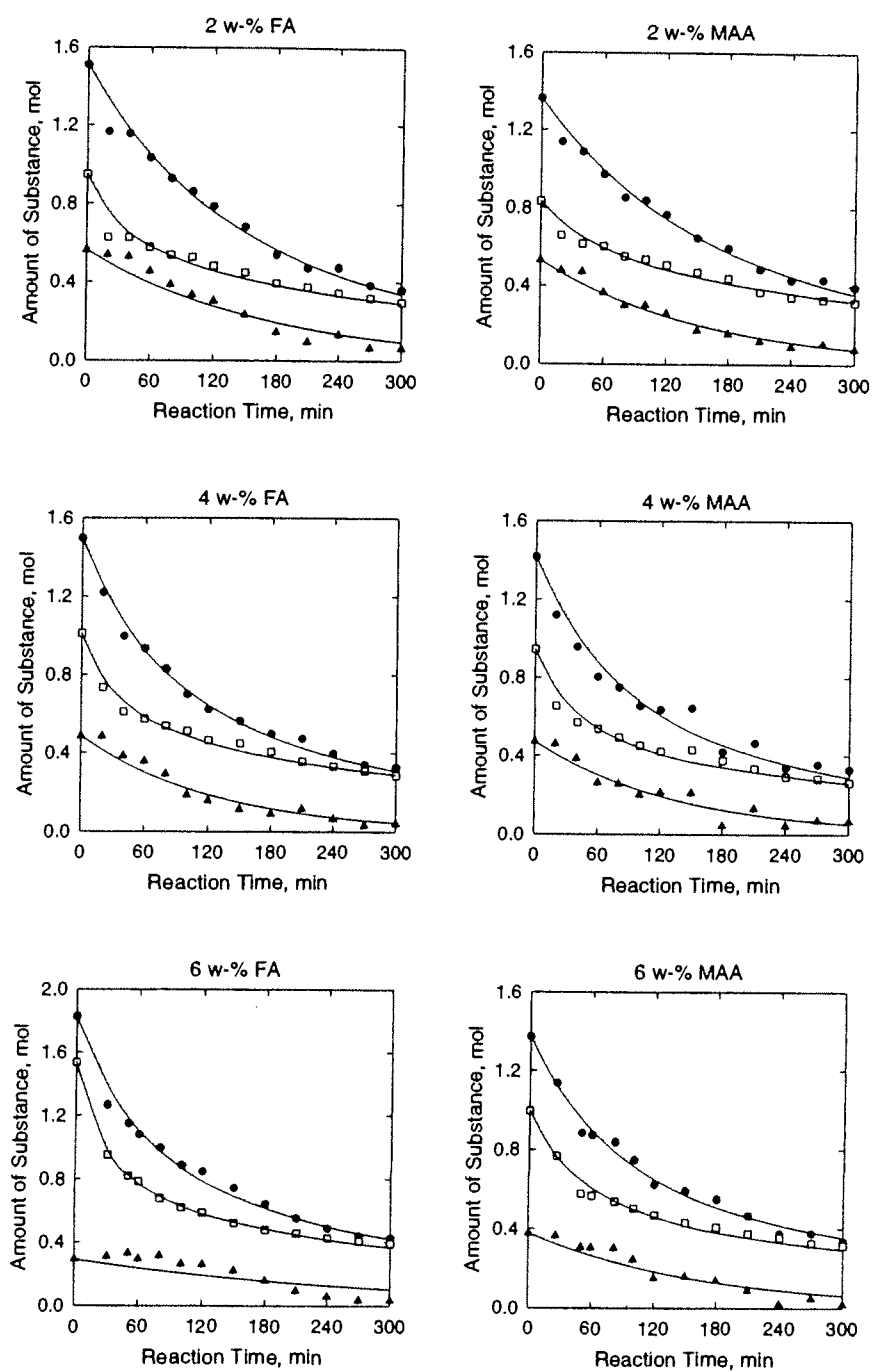 2 w-% FA
Amount of Substance, mol
1.6
1.2
0.8
0.4
0.0
0 60 120 180 240 300
Reaction Time, min
2 w-% MAA
Amount of Substance, mol
1.6
1.2
0.8
0.4
0.0
0 60 120 180 240 300
Reaction Time, min
4 w-% FA
Amount of Substance, mol
1.6
1.2
0.8
0.4
0.0
0 60 120 180 240 300
Reaction Time, min
4 w-% MAA
Amount of Substance, mol
1.6
1.2
0.8
0.4
0.0
0 60 120 180 240 300
Reaction Time, min
6 w-% FA
Amount of Substance, mol
2.0
1.6
1.2
0.8
0.4
0.0
0 60 120 180 240 300
Reaction Time, min
6 w-% MAA
Amount of Substance, mol
1.6
1.2
0.8
0.4
0.0
0 60 120 180 240 300
Reaction Time, min